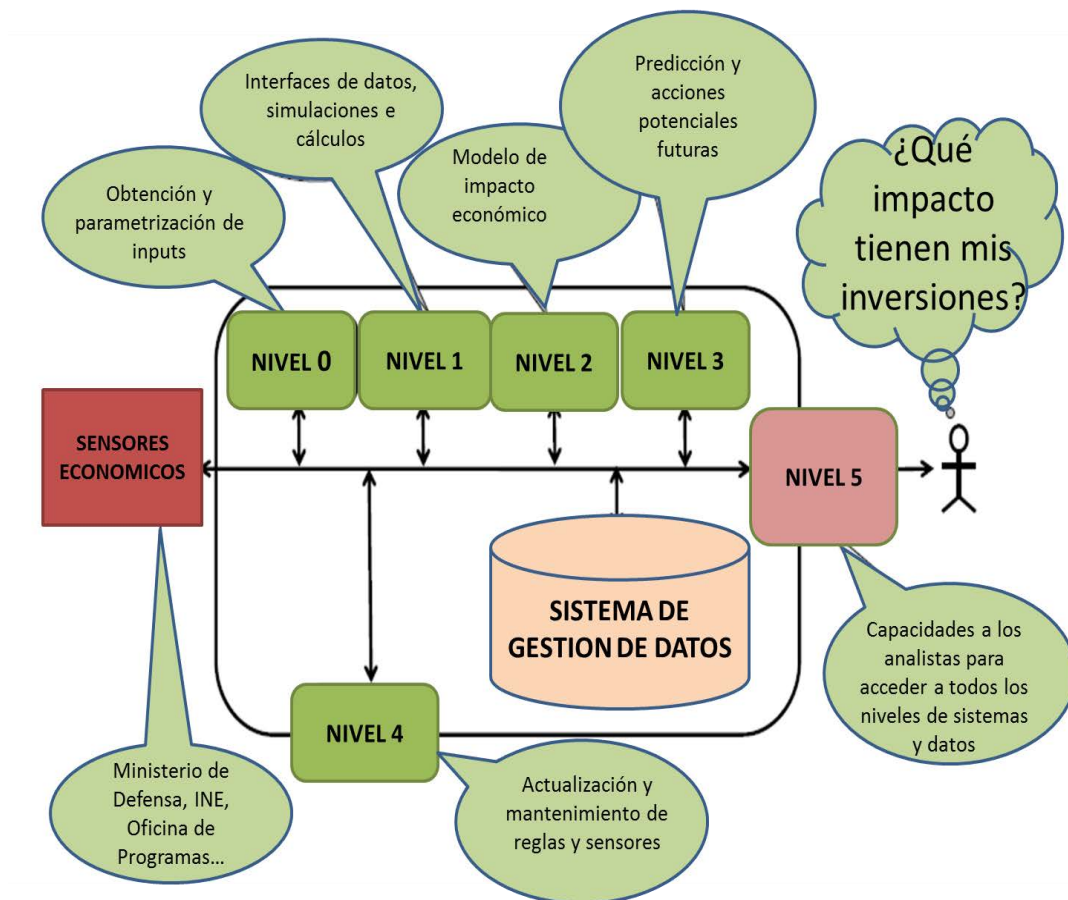 Interfaces de datos,
simulaciones e
cálculos
Predicción y
acciones
potenciales
futuras
Modelo de
impacto
económico
Obtención y
parametrización de
inputs
¿Qué
impacto
tienen mis
inversiones?
NIVEL 0
NIVEL 1
NIVEL 2
NIVEL 3
SENSORES
ECONOMICOS
NIVEL 5
SISTEMA DE
GESTION DE DATOS
NIVEL 4
Capacidades a los
analistas para
acceder a todos los
niveles de sistemas
y datos
Ministerio de
Defensa, INE,
Oficina de
Programas...
Actualización y
mantenimiento de
reglas y sensores